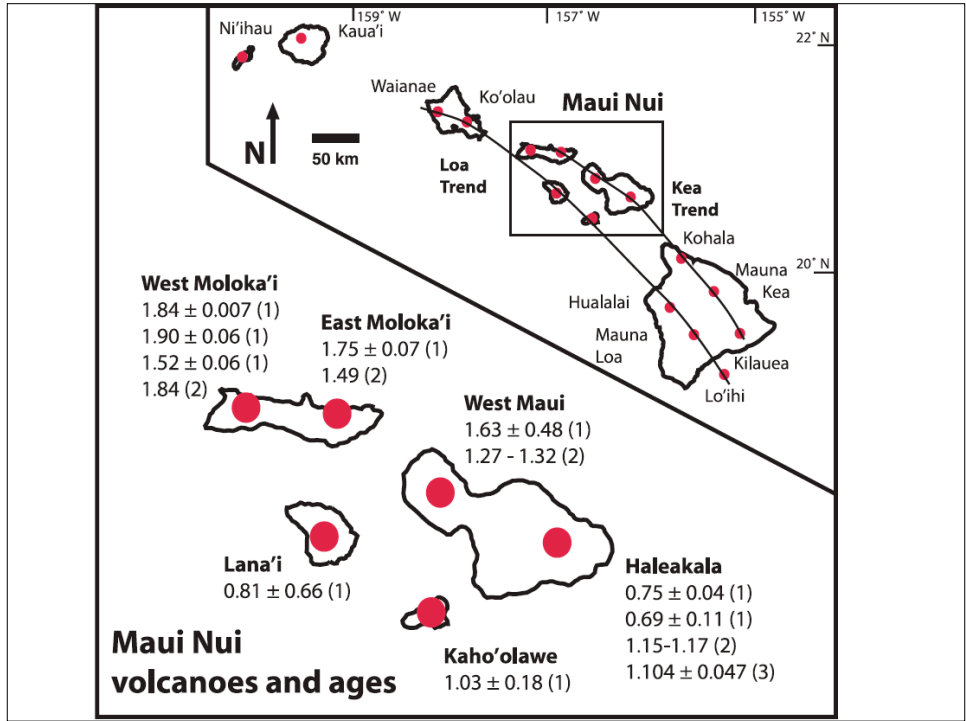 159° W
157° W
155° W
22° N
Ni'ihau
Kaua'i
Waianae
Ko'olau
Maui Nui
N
50 km
Loa
Trend
Kea
Trend
Kohala
20° N
Mauna
Kea
Hualalai
Mauna
Loa
Kilauea
Lo'ihi
West Moloka'i
1.84 ± 0.007 (1)
1.90 ± 0.06 (1)
1.52 ± 0.06 (1)
1.84 (2)
East Moloka'i
1.75 ± 0.07 (1)
1.49 (2)
West Maui
1.63 ± 0.48 (1)
1.27 - 1.32 (2)
Lana'i
0.81 ± 0.66 (1)
Haleakala
0.75 ± 0.04 (1)
0.69 ± 0.11 (1)
1.15-1.17 (2)
1.104 ± 0.047 (3)
Kaho'olawe
1.03 ± 0.18 (1)
Maui Nui
volcanoes and ages